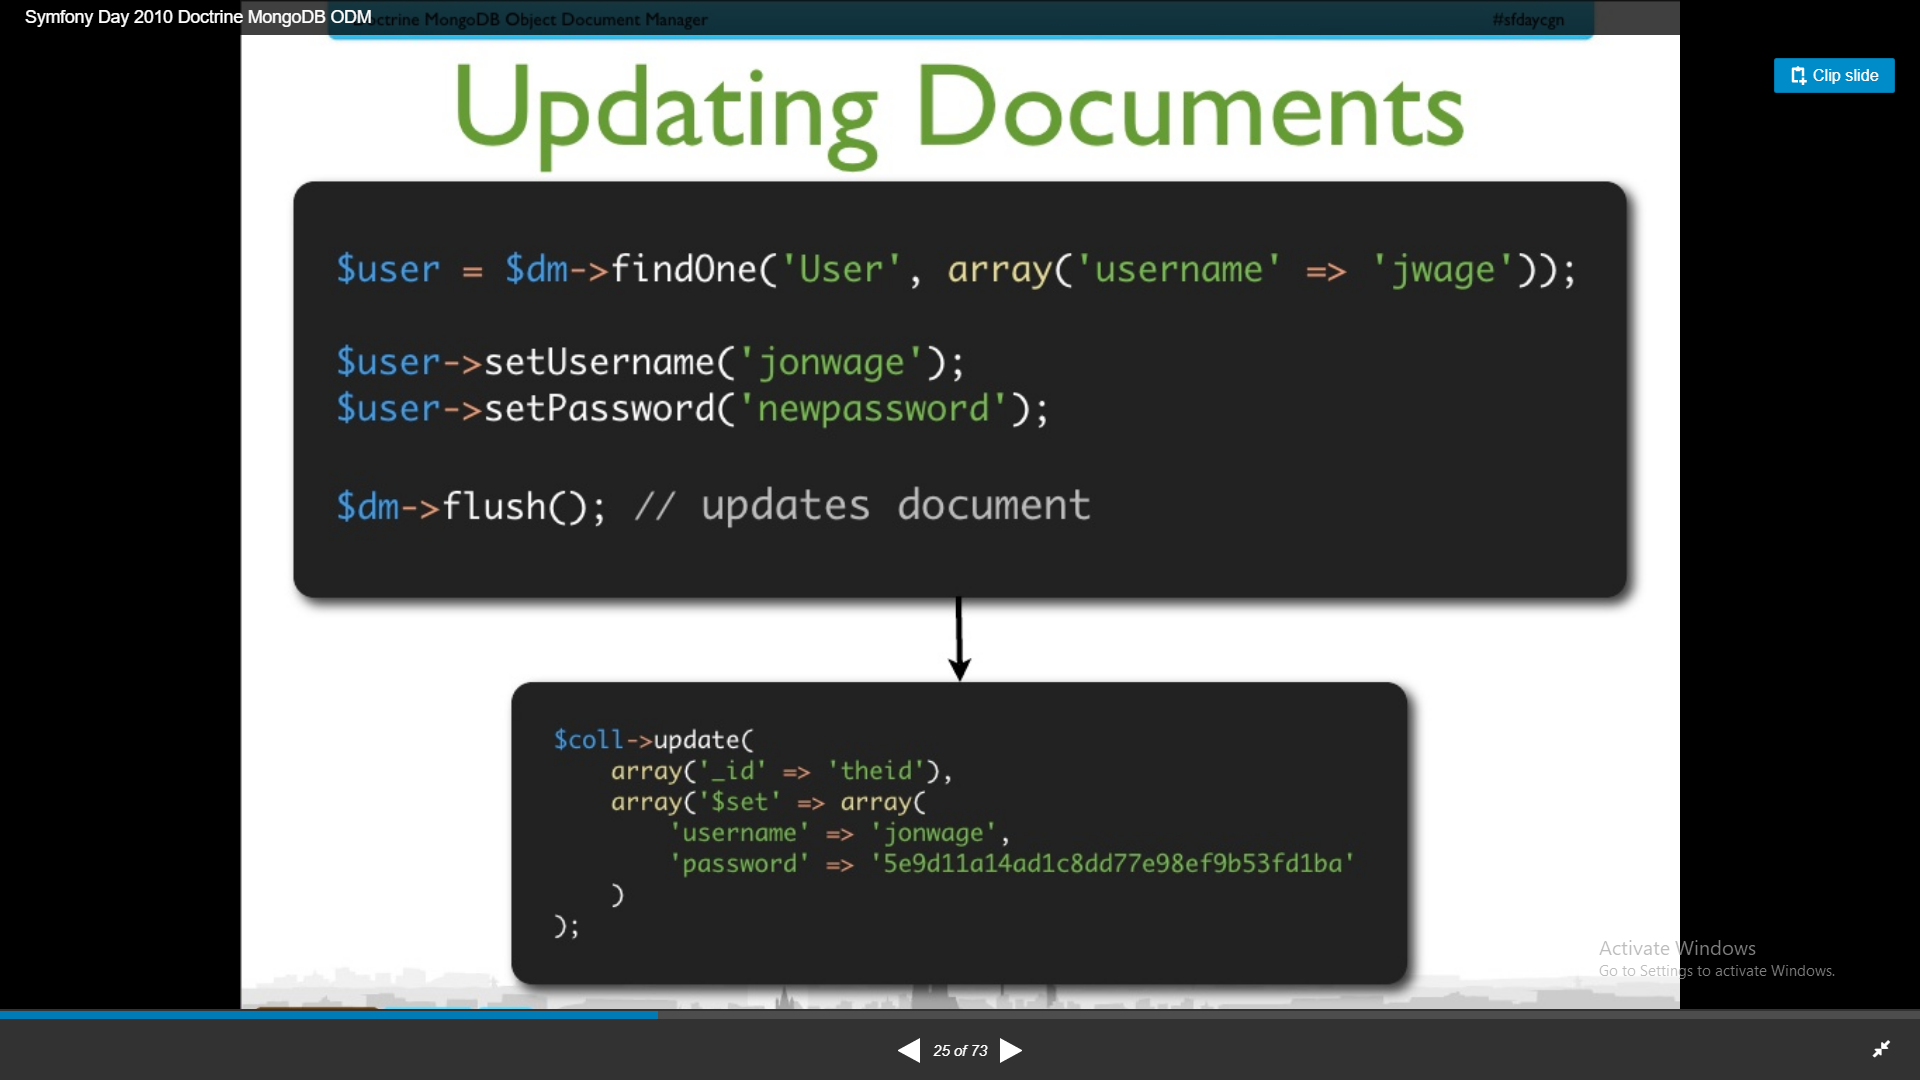 Symfony Day 2010 Doctrine MongoDB ODM
Doctrine MongoDB Object Document Manager
#sfdaycgn
Clip slide
Updating Documents
$user = $dm->findOne('User', array('username' => 'jwage'));
$user->setUsername('jonwage');
$user->setPassword('newpassword');
$dm->flush(); // updates document
$coll->update(
array('_id' => 'theid'),
array('$set' => array(
'username' => 'jonwage',
'password' => '5e9d11a14ad1c8dd77e98ef9b53fd1ba'
)
);
Activate Windows
Go to Settings to activate Windows.
25 of 73